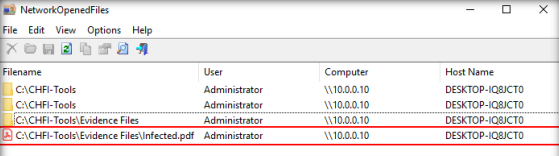 NetworkOpenedFiles
File Edit View Options Help
Filename User Computer Host Name
C:\CHFI-Tools Administrator \\10.0.0.10 DESKTOP-IQ8JCT0
C:\CHFI-Tools Administrator \\10.0.0.10 DESKTOP-IQ8JCT0
C:\CHFI-Tools\Evidence Files Administrator \\10.0.0.10 DESKTOP-IQ8JCT0
C:\CHFI-Tools\Evidence Files\Infected.pdf Administrator \\10.0.0.10 DESKTOP-IQ8JCT0